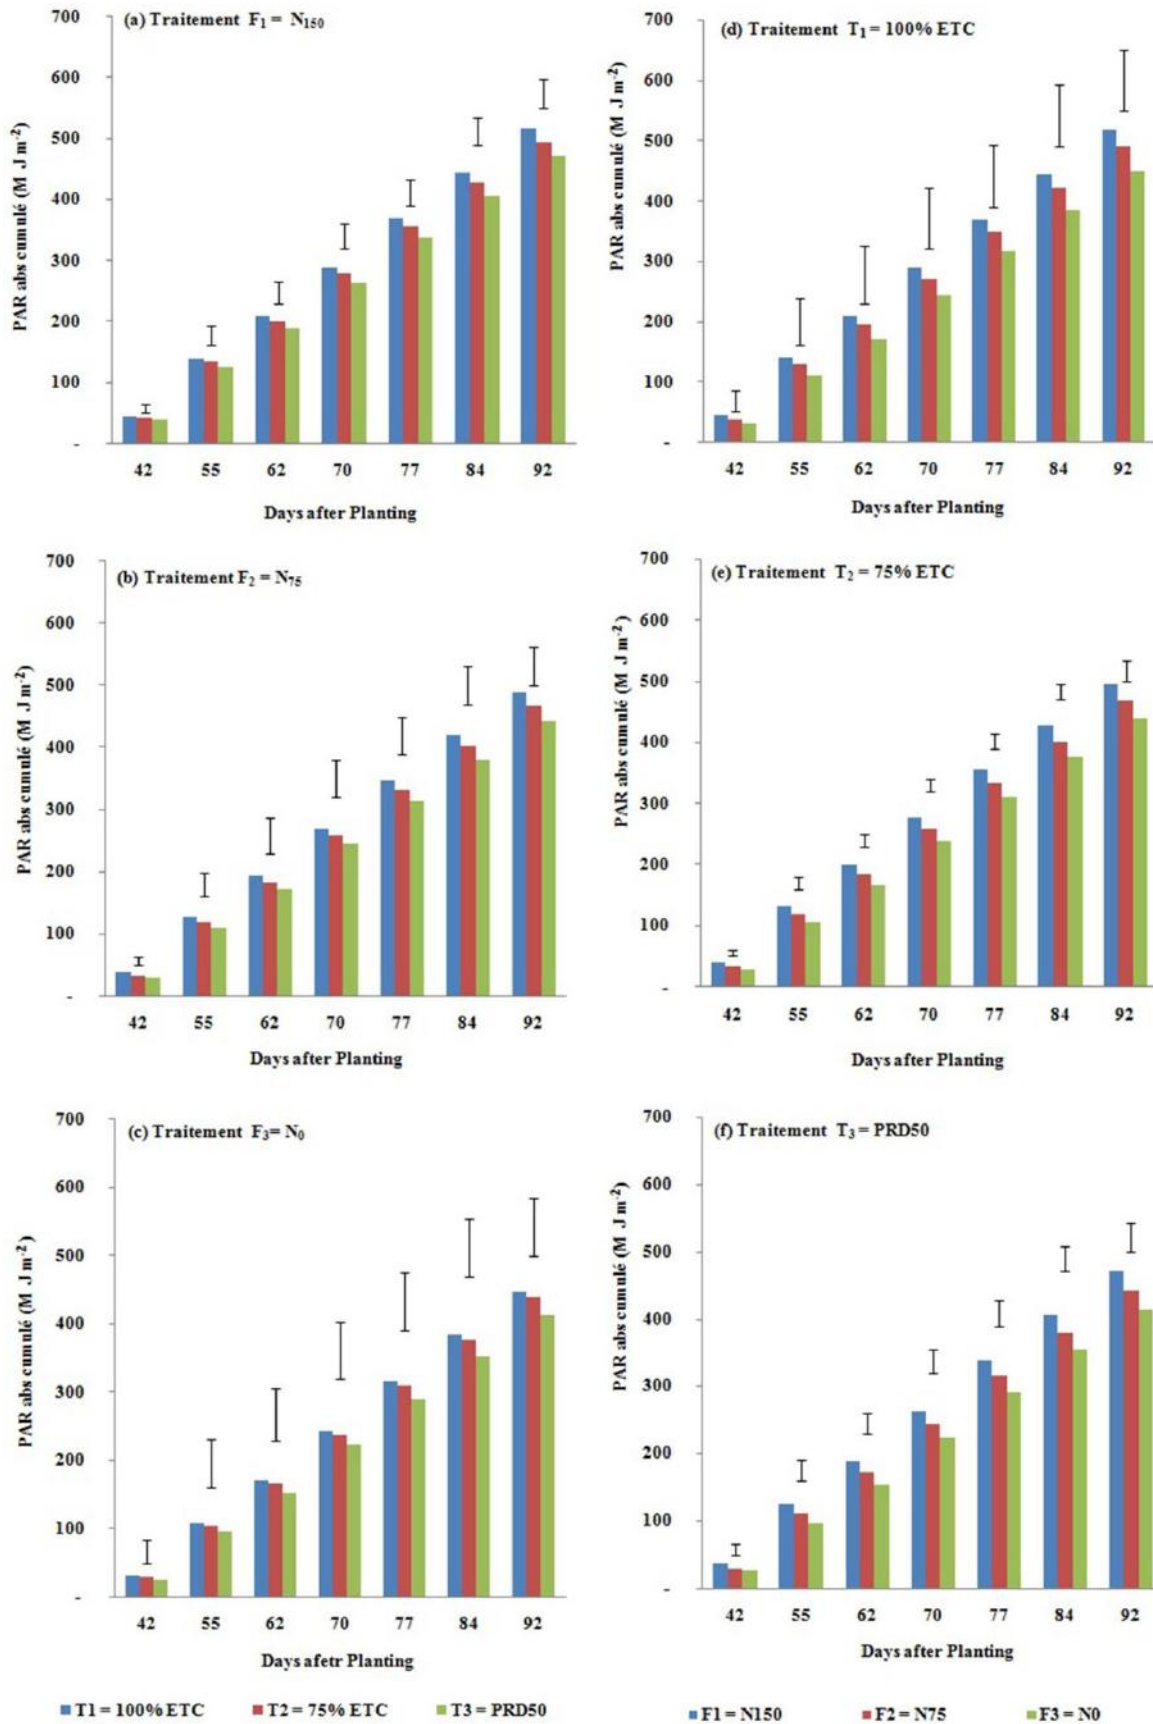 (a) Traitement F₁ = N₁₅₀
PAR abs cumulé (M J m⁻²)
700
600
500
400
300
200
100
-
42 55 62 70 77 84 92
Days after Planting
(d) Traitement T₁ = 100% ETC
PAR abs cumulé (M J m⁻²)
700
600
500
400
300
200
100
-
42 55 62 70 77 84 92
Days after Planting
(b) Traitement F₂ = N₇₅
PAR abs cumulé (M J m⁻²)
700
600
500
400
300
200
100
-
42 55 62 70 77 84 92
Days after Planting
(e) Traitement T₂ = 75% ETC
PAR abs cumulé (M J m⁻²)
700
600
500
400
300
200
100
-
42 55 62 70 77 84 92
Days after Planting
(c) Traitement F₃= N₀
PAR abs cumulé (M J m⁻²)
700
600
500
400
300
200
100
-
42 55 62 70 77 84 92
Days afetr Planting
(f) Traitement T₃ = PRD50
PAR abs cumulé (M J m⁻²)
700
600
500
400
300
200
100
-
42 55 62 70 77 84 92
Days after Planting
T1 = 100% ETC T2 = 75% ETC T3 = PRD50
F1 = N150 F2 = N75 F3 = N0